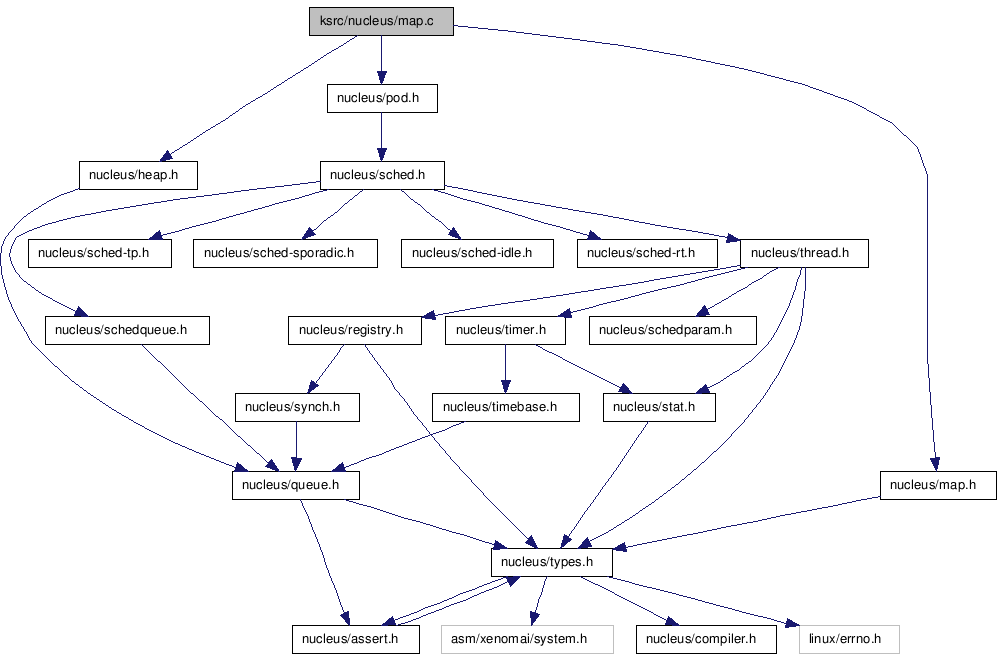 ksrc/nucleus/map.c
nucleus/pod.h
nucleus/heap.h
nucleus/sched.h
nucleus/sched-tp.h
nucleus/sched-sporadic.h
nucleus/sched-idle.h
nucleus/sched-rt.h
nucleus/thread.h
nucleus/schedqueue.h
nucleus/registry.h
nucleus/timer.h
nucleus/schedparam.h
nucleus/synch.h
nucleus/timebase.h
nucleus/stat.h
nucleus/queue.h
nucleus/map.h
nucleus/types.h
nucleus/assert.h
asm/xenomai/system.h
nucleus/compiler.h
linux/errno.h